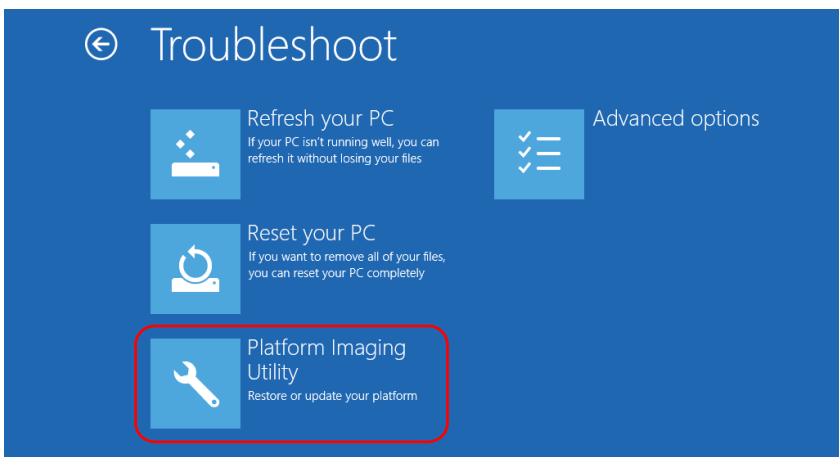 Troubleshoot
Refresh your PC
If your PC isn't running well, you can
refresh it without losing your files
Advanced options
Reset your PC
If you want to remove all of your files,
you can reset your PC completely
Platform Imaging
Utility
Restore or update your platform